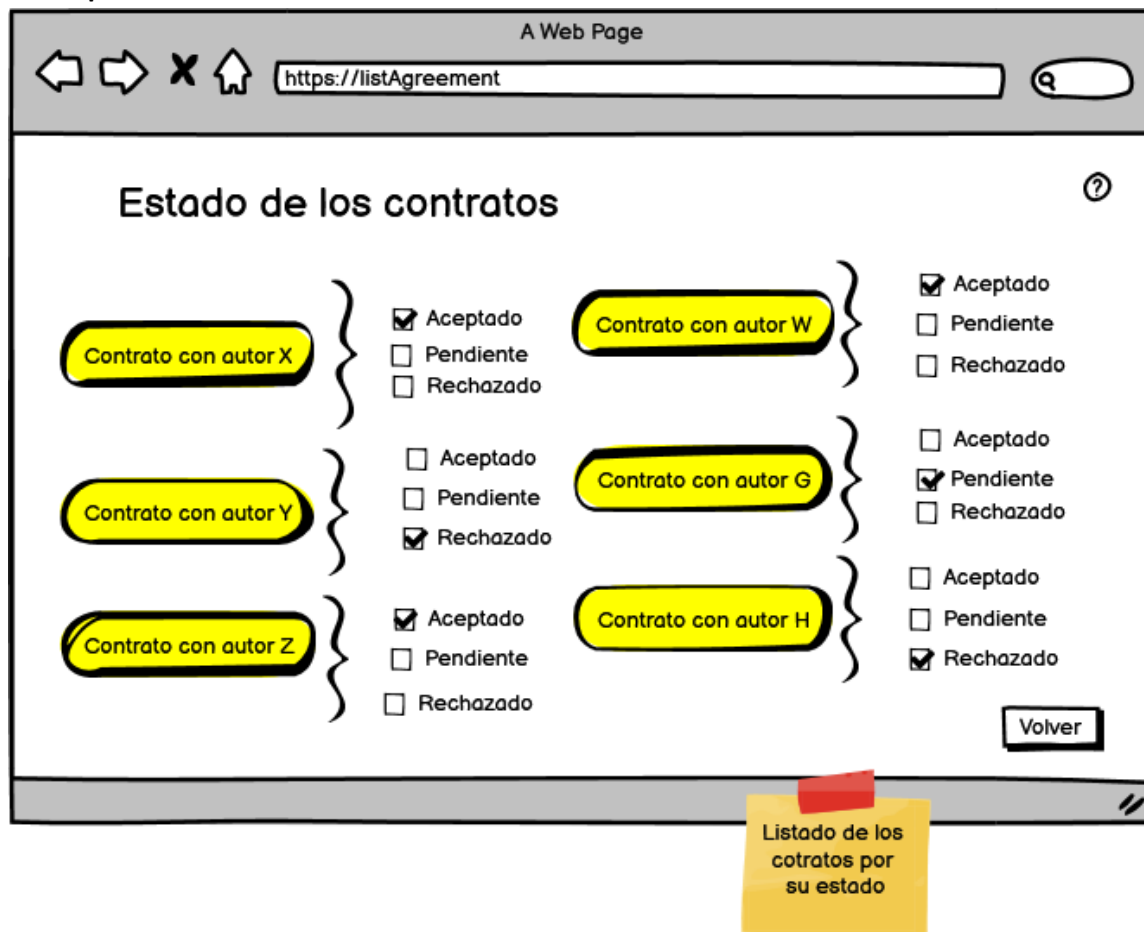 A Web Page
https://listAgreement
Estado de los contratos
?
Contrato con autor X
Aceptado
Pendiente
Rechazado
Contrato con autor W
Aceptado
Pendiente
Rechazado
Contrato con autor Y
Aceptado
Pendiente
Rechazado
Contrato con autor G
Aceptado
Pendiente
Rechazado
Contrato con autor Z
Aceptado
Pendiente
Rechazado
Contrato con autor H
Aceptado
Pendiente
Rechazado
Volver
Listado de los
cotratos por
su estado